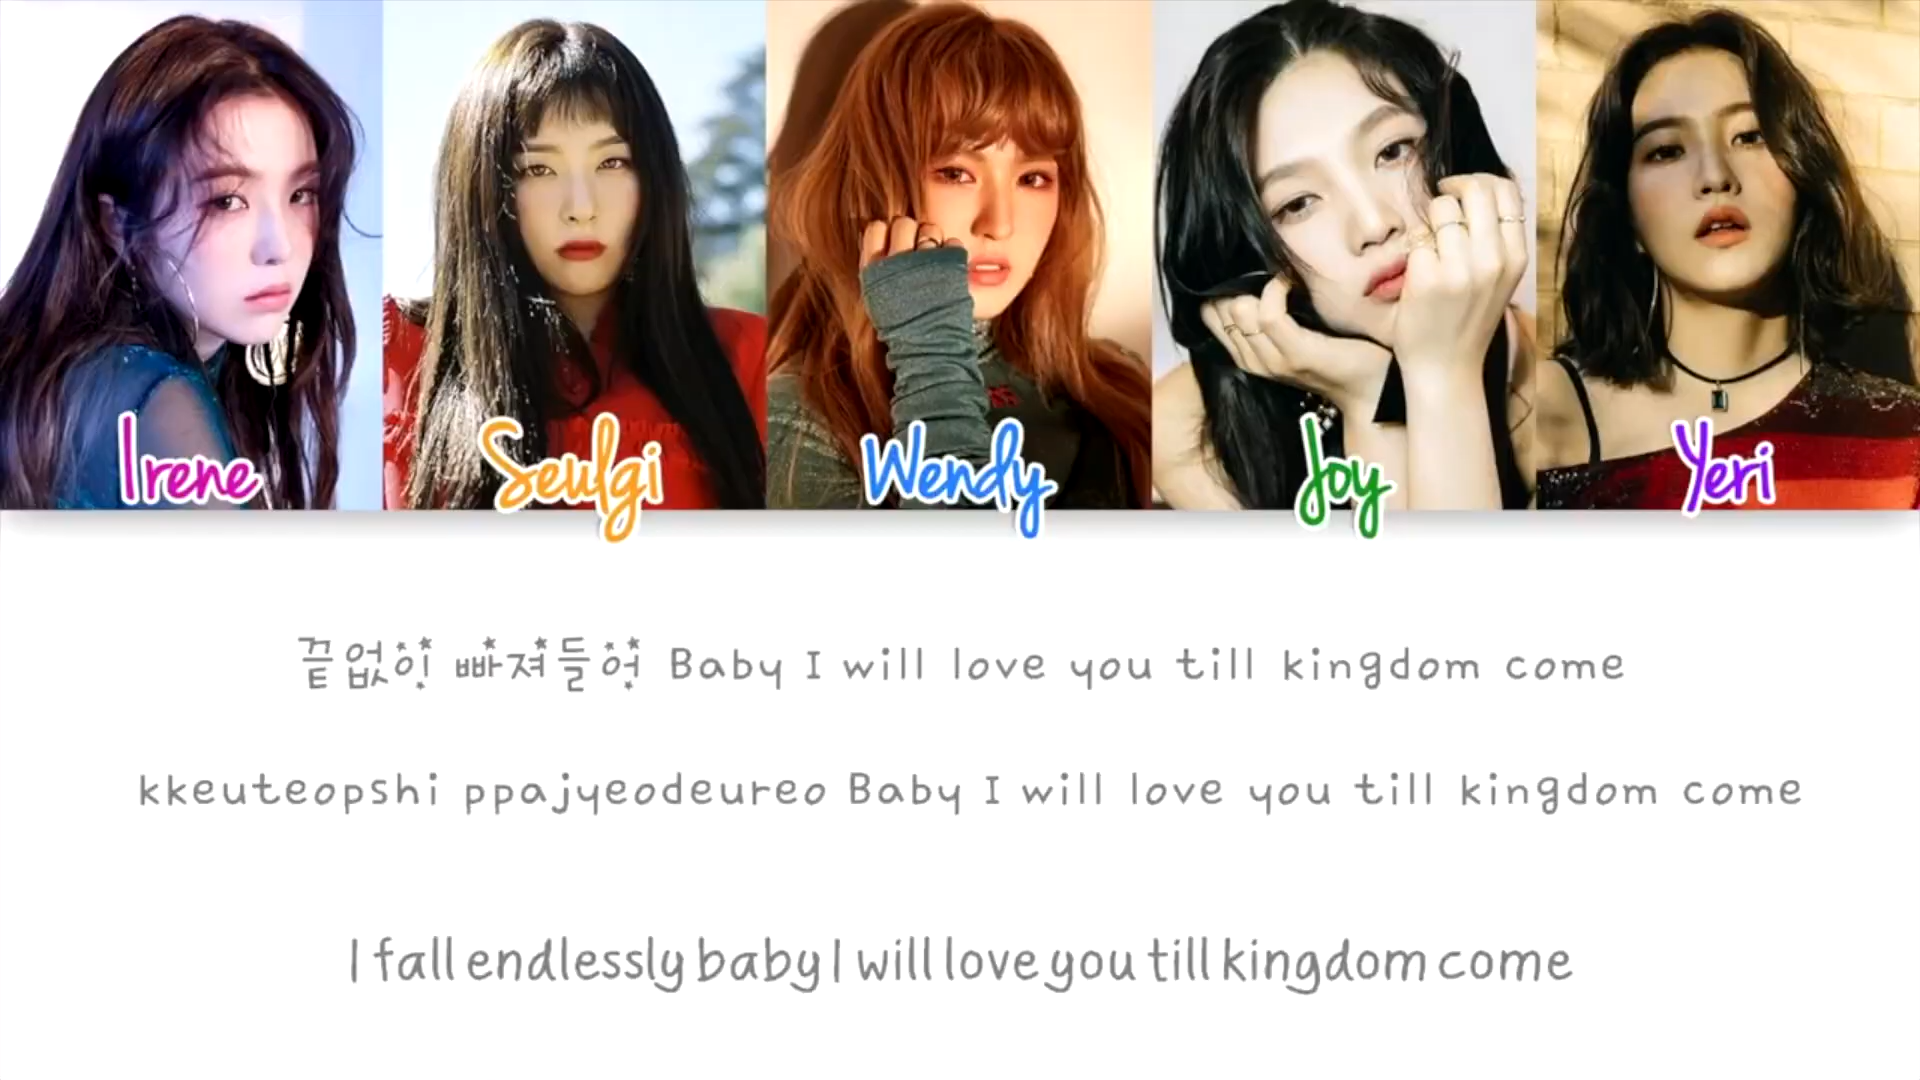 Irene Seulgi Wendy Joy Yeri
끝없이 빠져들어 Baby I will love you till kingdom come
kkeuteopshi ppajyeodeureo Baby I will love you till kingdom come
I fall endlessly baby I will love you till kingdom come